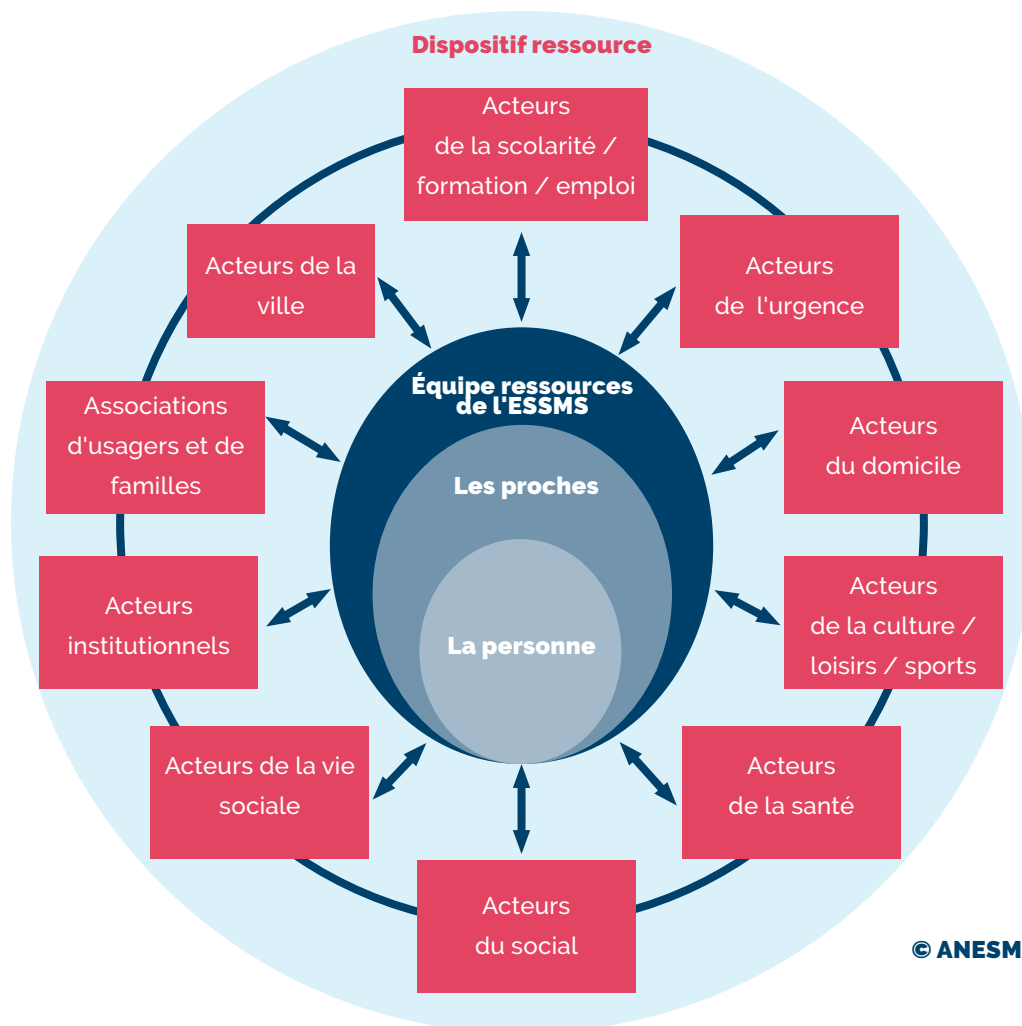 Dispositif ressource
Acteurs
de la scolarité /
formation / emploi
Acteurs de la
ville
Acteurs
de l'urgence
Associations
d'usagers et de
familles
Équipe ressources
de l'ESSMS
Acteurs
du domicile
Les proches
Acteurs
institutionnels
La personne
Acteurs
de la culture /
loisirs / sports
Acteurs de la vie
sociale
Acteurs
de la santé
Acteurs
du social
© ANESM